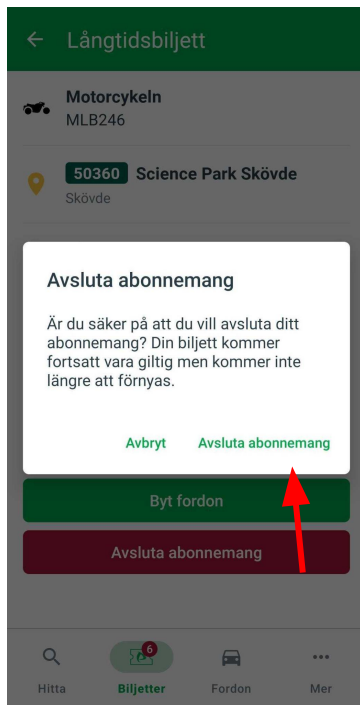 Långtidsbiljett
Motorcykeln
MLB246
50360 Science Park Skövde
Skövde
Avsluta abonnemang
Är du säker på att du vill avsluta ditt
abonnemang? Din biljett kommer
fortsatt vara giltig men kommer inte
längre att förnyas.
Avbryt Avsluta abonnemang
Byt fordon
Avsluta abonnemang
6
Hitta Biljetter Fordon Mer